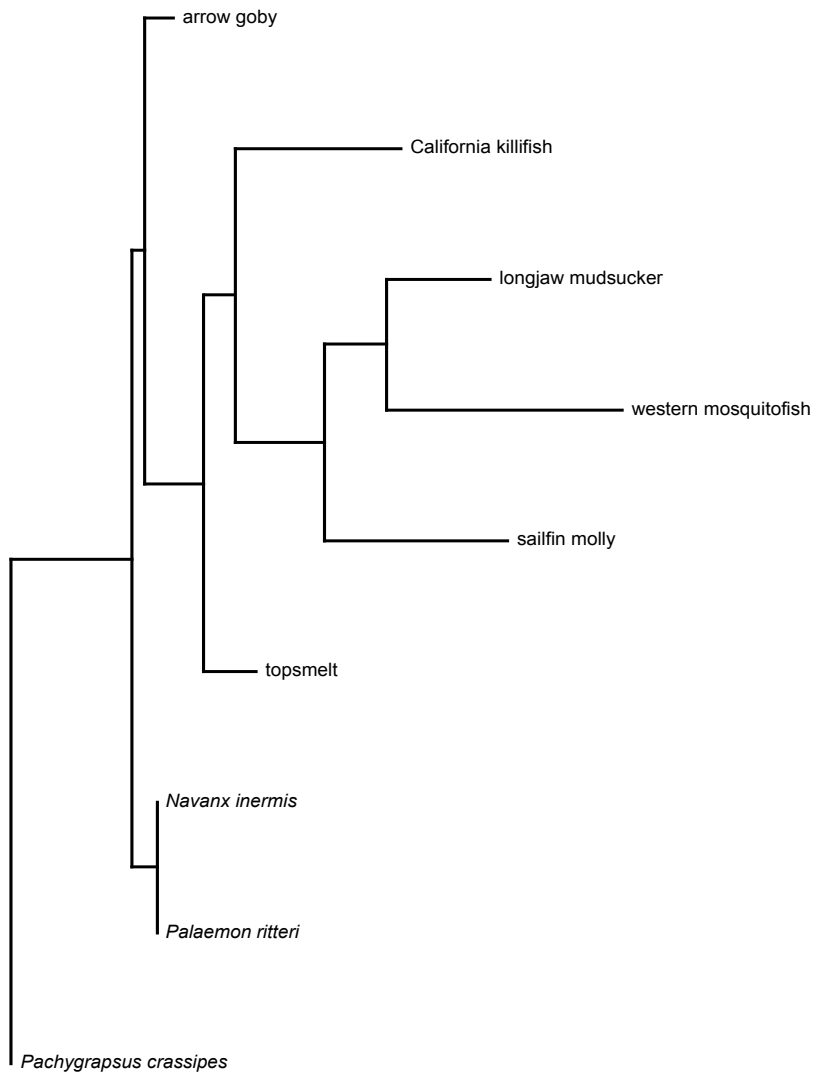 arrow goby
California killifish
longjaw mudsucker
western mosquitofish
sailfin molly
topsmelt
Navanx inermis
Palaemon ritteri
Pachygrapsus crassipes